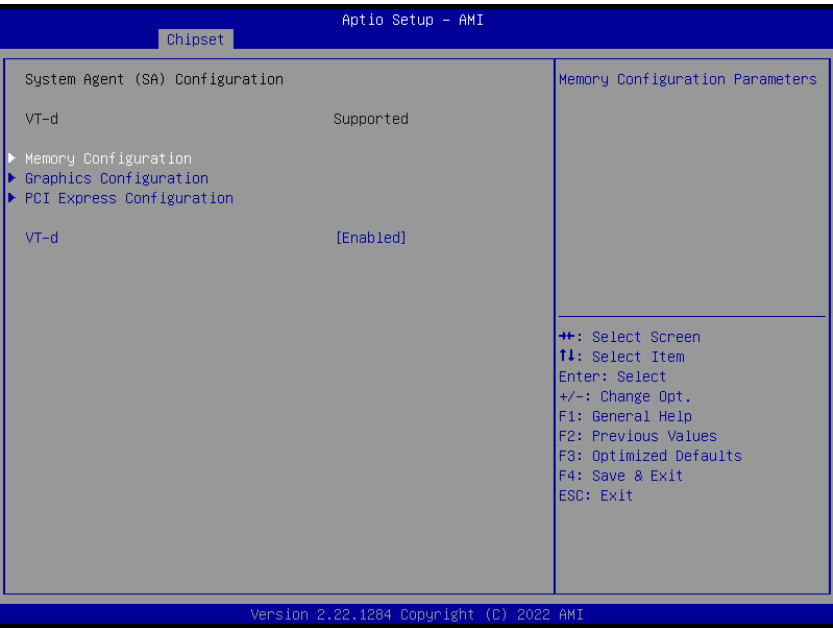 Aptio Setup – AMI
Chipset
System Agent (SA) Configuration
VT-d Supported
Memory Configuration
Graphics Configuration
PCI Express Configuration
VT-d [Enabled]
Memory Configuration Parameters
→←: Select Screen
↑↓: Select Item
Enter: Select
+/-: Change Opt.
F1: General Help
F2: Previous Values
F3: Optimized Defaults
F4: Save & Exit
ESC: Exit
Version 2.22.1284 Copyright (C) 2022 AMI